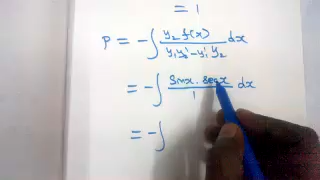 = 1
P = -∫ y₂ f(x) / (y₁y₂' - y₁'y₂) dx
= -∫ Sinx . Secx / 1 dx
= -∫